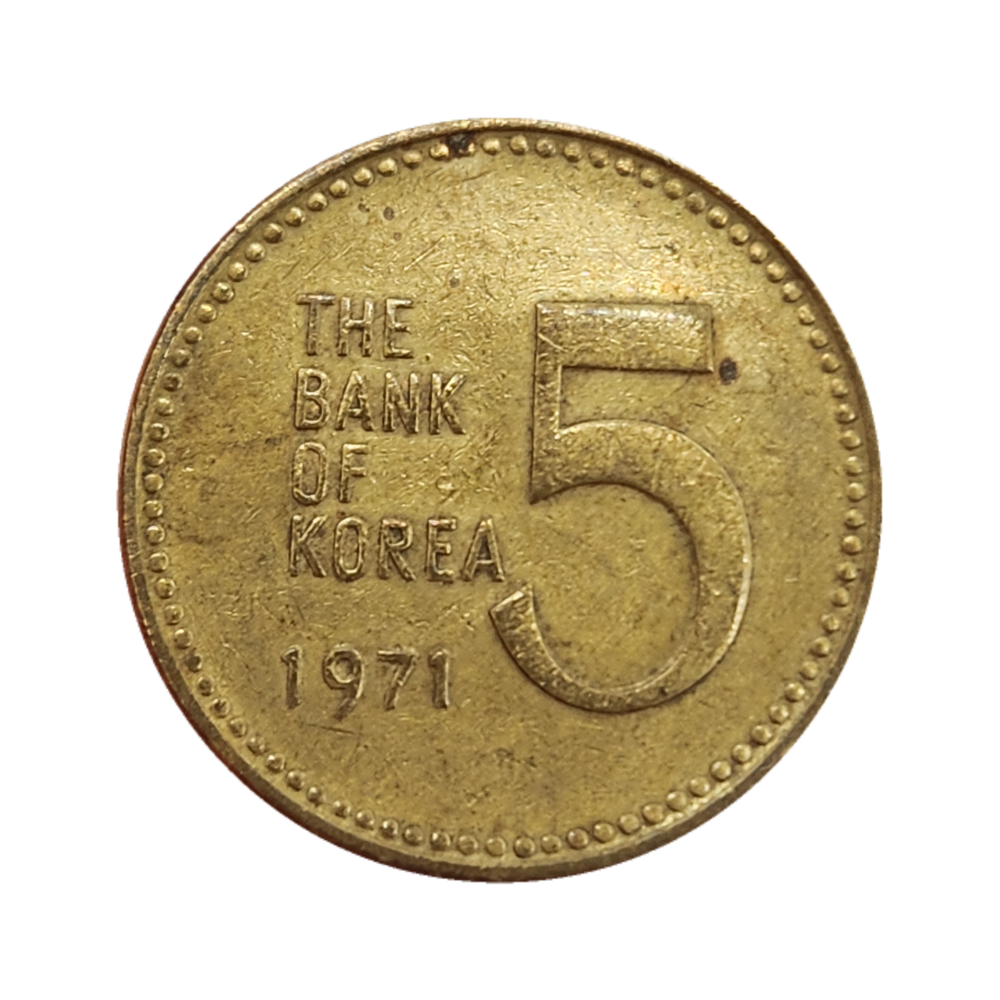 THE
BANK
OF
KOREA
1971
5